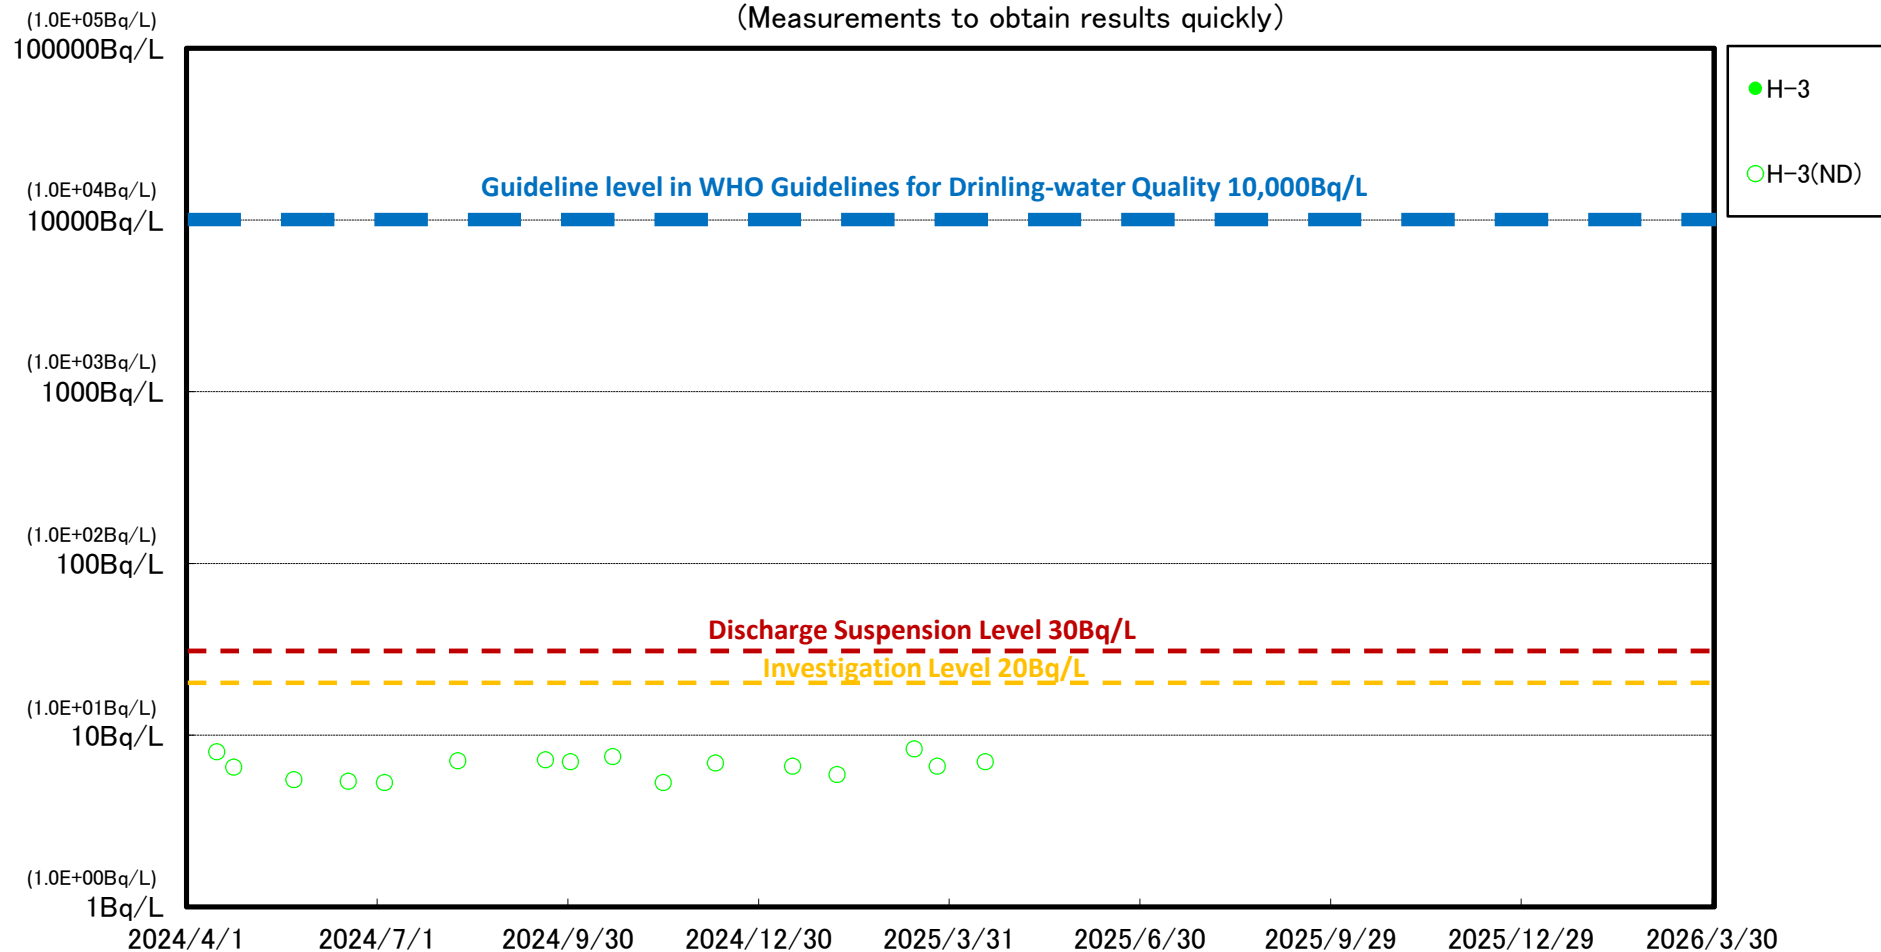 (Measurements to obtain results quickly)
(1.0E+05Bq/L)
100000Bq/L
H-3
H-3(ND)
Guideline level in WHO Guidelines for Drinling-water Quality 10,000Bq/L
(1.0E+04Bq/L)
10000Bq/L
(1.0E+03Bq/L)
1000Bq/L
(1.0E+02Bq/L)
100Bq/L
Discharge Suspension Level 30Bq/L
Investigation Level 20Bq/L
(1.0E+01Bq/L)
10Bq/L
(1.0E+00Bq/L)
1Bq/L
2024/4/1 2024/7/1 2024/9/30 2024/12/30 2025/3/31 2025/6/30 2025/9/29 2025/12/29 2026/3/30